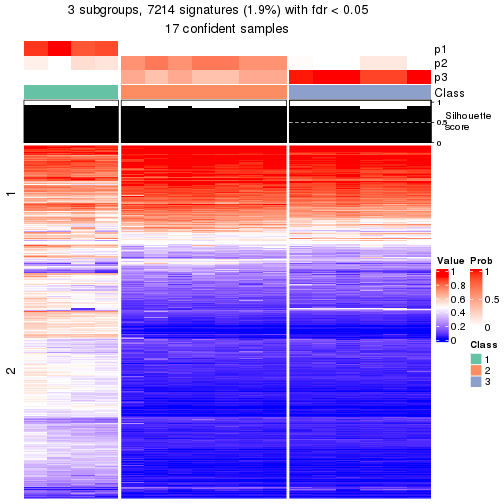 3 subgroups, 7214 signatures (1.9%) with fdr < 0.05
17 confident samples
p1
p2
p3
Class
1
0.5
0
Silhouette
score
1
2
Value
1
0.8
0.6
0.4
0.2
0
Prob
1
0.5
0
Class
1
2
3